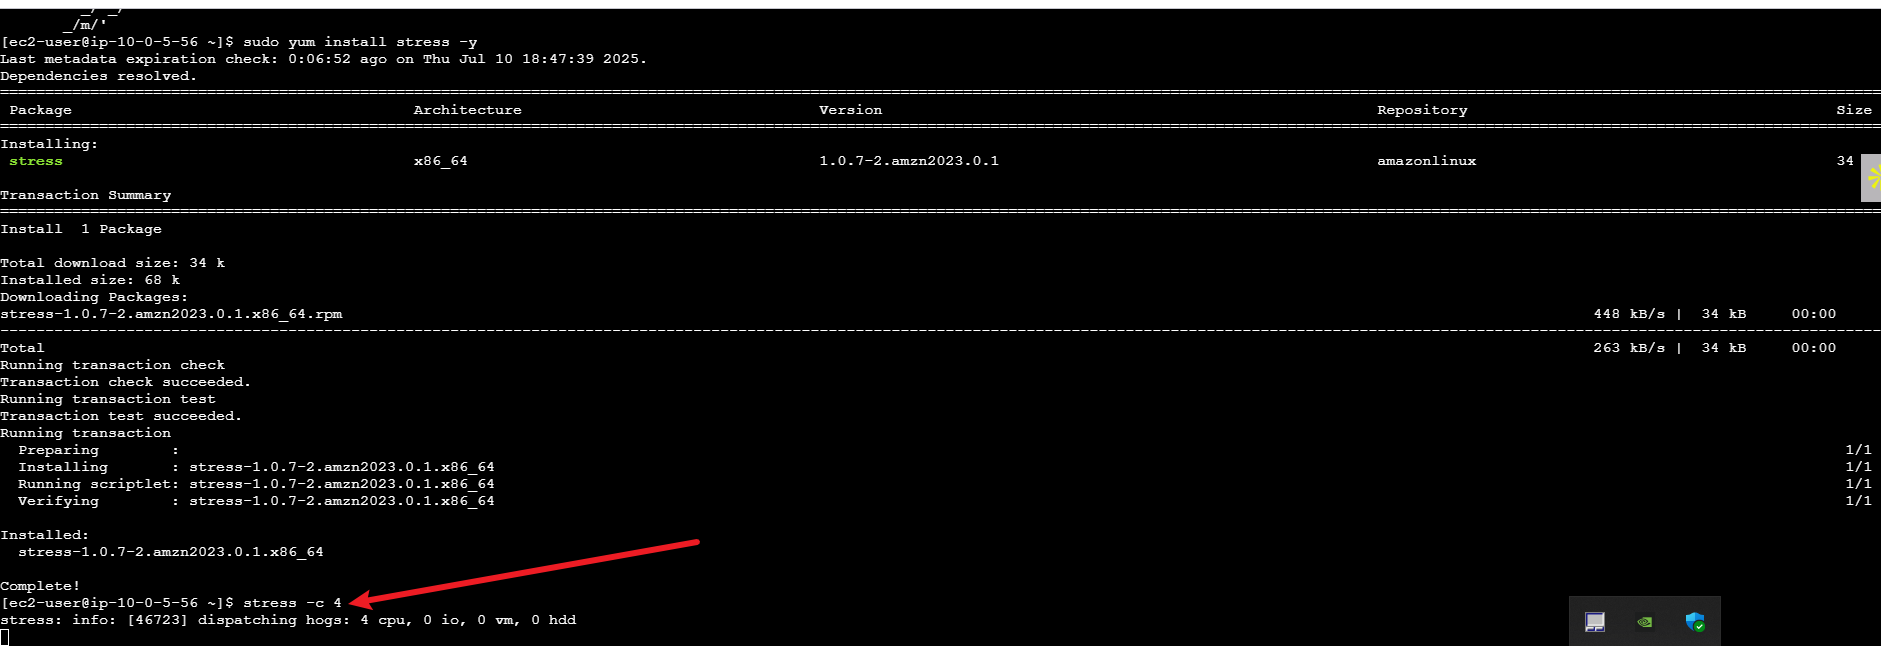 _/ _/
_/m/'
[ec2-user@ip-10-0-5-56 ~]$ sudo yum install stress -y
Last metadata expiration check: 0:06:52 ago on Thu Jul 10 18:47:39 2025.
Dependencies resolved.
Package Architecture Version Repository Size
Installing:
stress x86_64 1.0.7-2.amzn2023.0.1 amazonlinux 34
Transaction Summary
Install 1 Package
Total download size: 34 k
Installed size: 68 k
Downloading Packages:
stress-1.0.7-2.amzn2023.0.1.x86_64.rpm 448 kB/s | 34 kB 00:00
Total 263 kB/s | 34 kB 00:00
Running transaction check
Transaction check succeeded.
Running transaction test
Transaction test succeeded.
Running transaction
Preparing : 1/1
Installing : stress-1.0.7-2.amzn2023.0.1.x86_64 1/1
Running scriptlet: stress-1.0.7-2.amzn2023.0.1.x86_64 1/1
Verifying : stress-1.0.7-2.amzn2023.0.1.x86_64 1/1
Installed:
stress-1.0.7-2.amzn2023.0.1.x86_64
Complete!
[ec2-user@ip-10-0-5-56 ~]$ stress -c 4
stress: info: [46723] dispatching hogs: 4 cpu, 0 io, 0 vm, 0 hdd